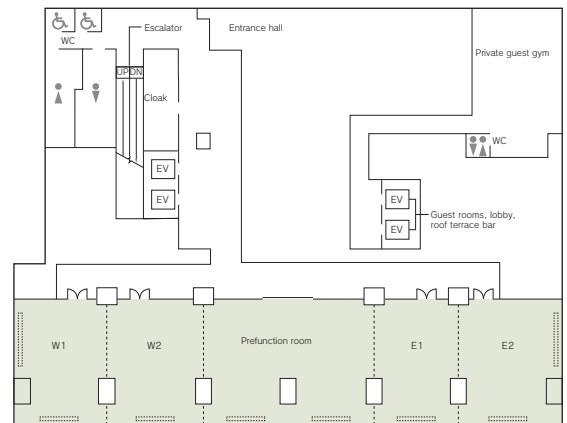 Escalator
Entrance hall
WC
Private guest gym
UP DN
Cloak
WC
EV
EV
EV
EV
Guest rooms, lobby,
roof terrace bar
W1
W2
Prefunction room
E1
E2